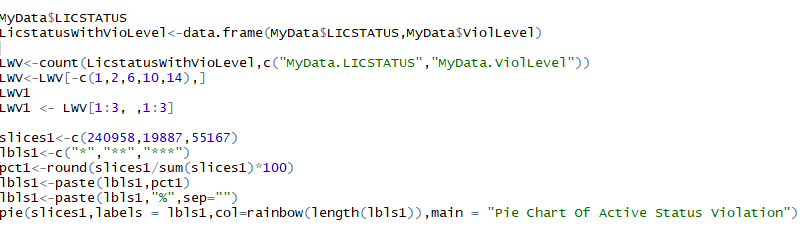 MyData$LICSTATUS
LicstatusWithVioLevel<-data.frame(MyData$LICSTATUS,MyData$ViolLevel)
LWV<-count(LicstatusWithVioLevel,c("MyData.LICSTATUS","MyData.ViolLevel"))
LWV<-LWV[-c(1,2,6,10,14),]
LWV1
LWV1 <- LWV[1:3, ,1:3]
slices1<-c(240958,19887,55167)
lbls1<-c("*","**","***")
pct1<-round(slices1/sum(slices1)*100)
lbls1<-paste(lbls1,pct1)
lbls1<-paste(lbls1,"%",sep="")
pie(slices1,labels = lbls1,col=rainbow(length(lbls1)),main = "Pie Chart Of Active Status Violation")